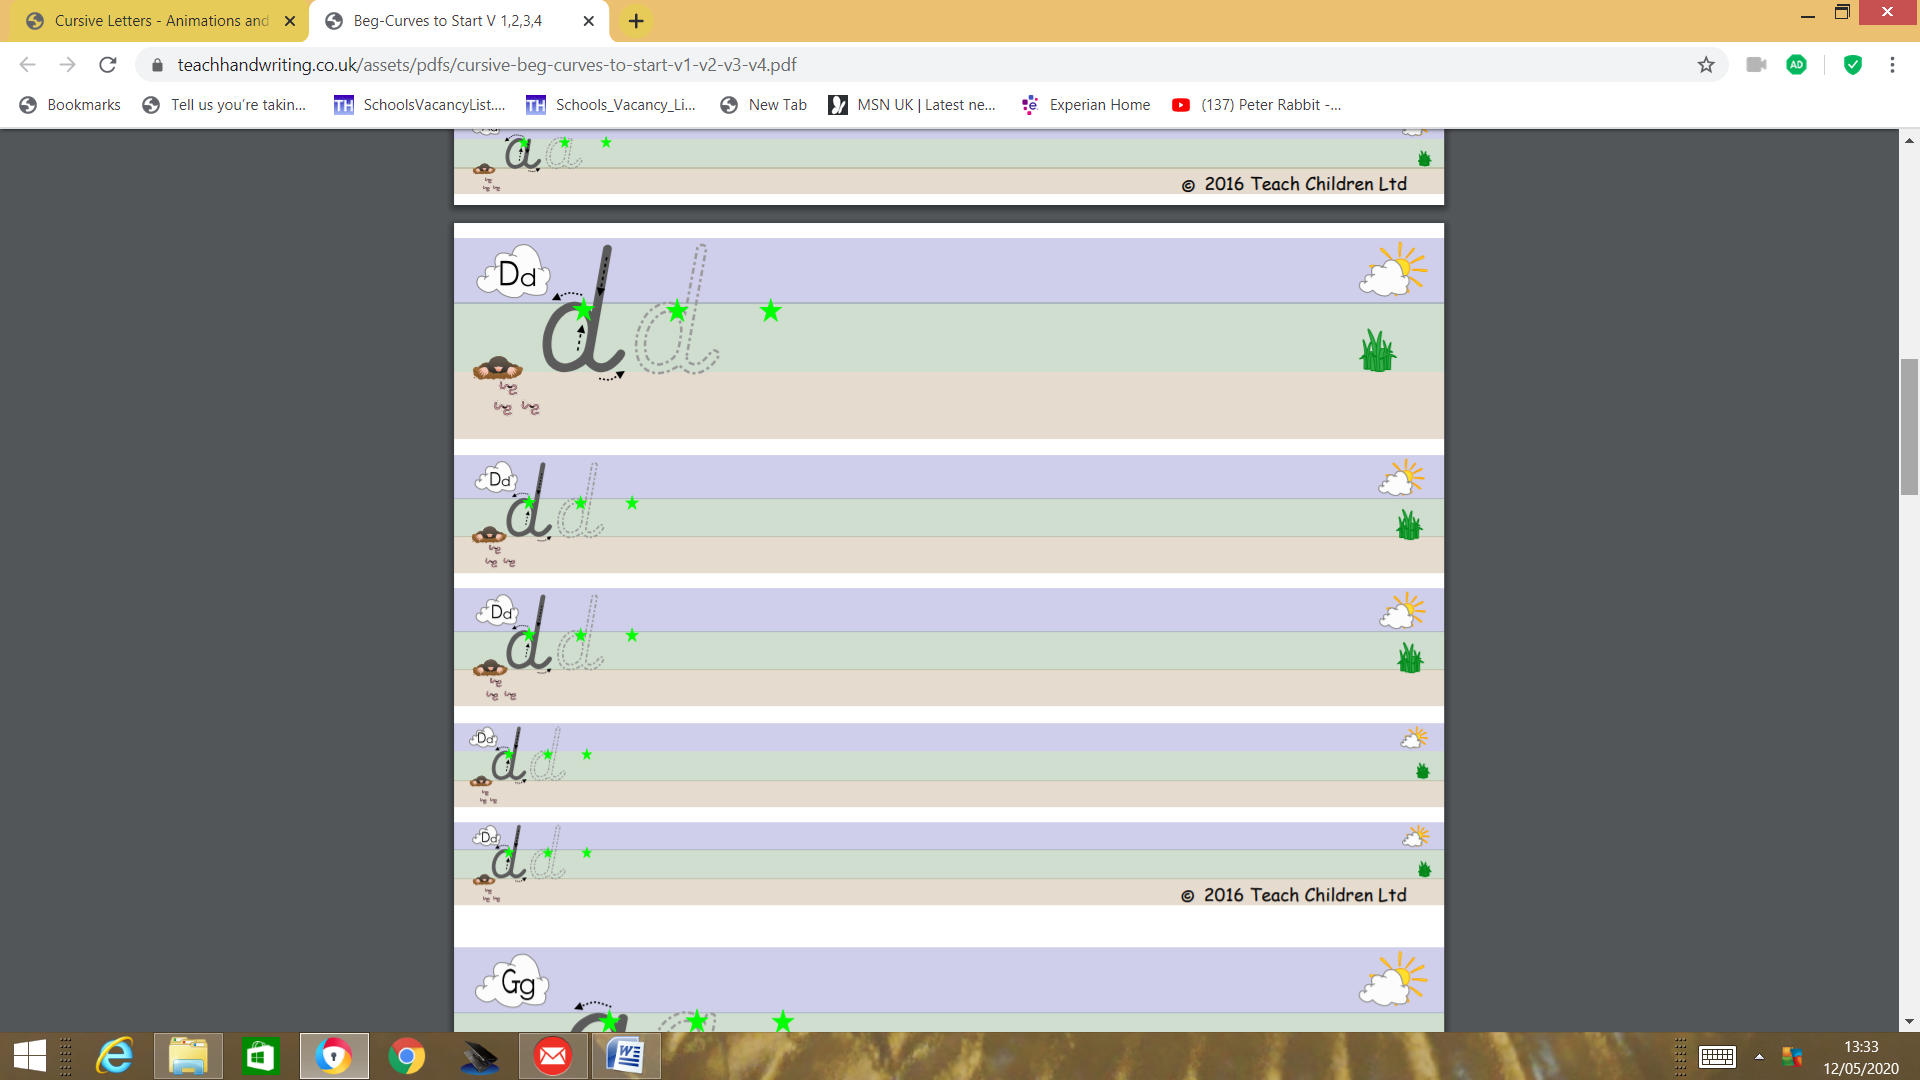 Cursive Letters - Animations and
Beg-Curves to Start V 1,2,3,4
teachhandwriting.co.uk/assets/pdfs/cursive-beg-curves-to-start-v1-v2-v3-v4.pdf
AD
Bookmarks
Tell us you're takin...
TH SchoolsVacancyList....
TH Schools_Vacancy_Li...
New Tab
MSN UK | Latest ne...
Experian Home
(137) Peter Rabbit -...
a a
© 2016 Teach Children Ltd
Dd d d
Dd d d
Dd d d
Dd d d
Dd d d
© 2016 Teach Children Ltd
Gg
13:33
12/05/2020